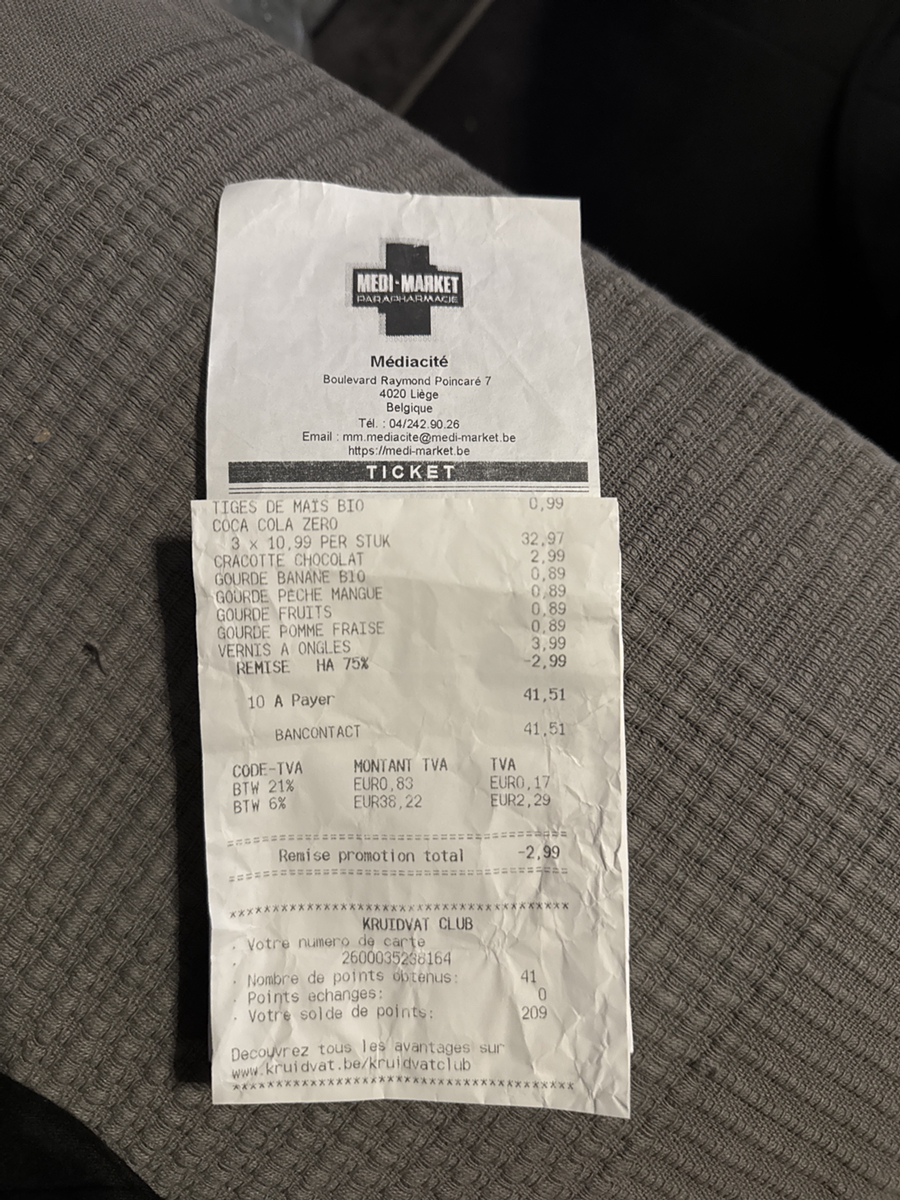 MEDI-MARKET
PARAPHARMACIE
Médiacité
Boulevard Raymond Poincaré 7
4020 Liège
Belgique
Tél. : 04/242.90.26
Email : mm.mediacite@medi-market.be
https://medi-market.be
TICKET
TIGES DE MAIS BIO 0,99
COCA COLA ZERO
3 x 10,99 PER STUK 32,97
CRACOTTE CHOCOLAT 2,99
GOURDE BANANE BIO 0,89
GOURDE PECHE MANGUE 0,89
GOURDE FRUITS 0,89
GOURDE POMME FRAISE 0,89
VERNIS A ONGLES 3,99
REMISE HA 75% -2,99
10 A Payer 41,51
BANCONTACT 41,51
CODE-TVA MONTANT TVA TVA
BTW 21% EUR0,83 EUR0,17
BTW 6% EUR38,22 EUR2,29
==================================
Remise promotion total -2,99
==================================
****************************************
KRUIDVAT CLUB
. Votre numero de carte
. 2600035238164
. Nombre de points obtenus: 41
. Points echanges: 0
. Votre solde de points: 209
Decouvrez tous les avantages sur
www.kruidvat.be/kruidvatclub
****************************************